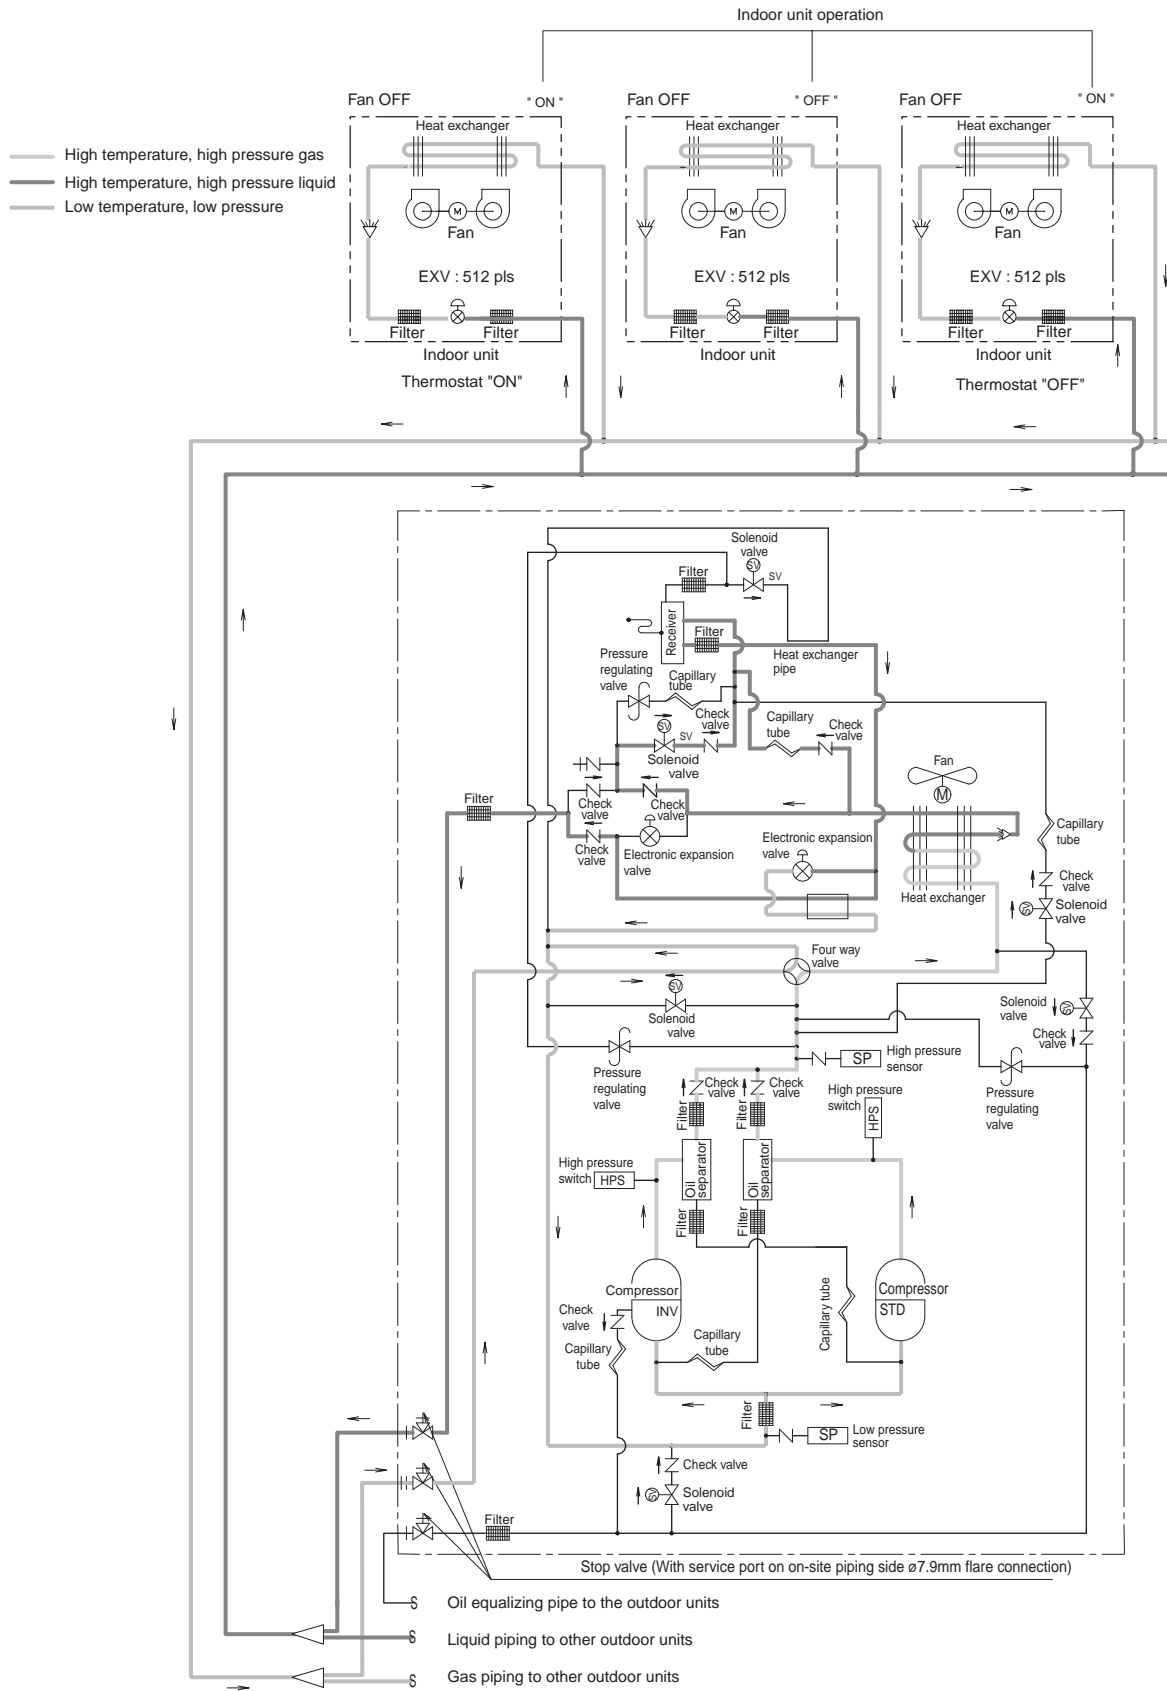 Indoor unit operation
Fan OFF
" ON "
Fan OFF
" OFF "
Fan OFF
" ON "
High temperature, high pressure gas
High temperature, high pressure liquid
Low temperature, low pressure
Heat exchanger
M
Fan
EXV : 512 pls
Filter
Filter
Indoor unit
Thermostat "ON"
Heat exchanger
M
Fan
EXV : 512 pls
Filter
Filter
Indoor unit
Heat exchanger
M
Fan
EXV : 512 pls
Filter
Filter
Indoor unit
Thermostat "OFF"
Solenoid
valve
SV
SV
Filter
Receiver
Filter
Heat exchanger
pipe
Pressure
regulating
valve
Capillary
tube
SV
SV
Solenoid
valve
Check
valve
Capillary
tube
Check
valve
Fan
M
Filter
Check
valve
Check
valve
Check
valve
Electronic expansion
valve
Electronic expansion
valve
Heat exchanger
Capillary
tube
Check
valve
SV
Solenoid
valve
Four way
valve
SV
Solenoid
valve
Solenoid
valve
SV
Check
valve
Pressure
regulating
valve
SP
High pressure
sensor
Pressure
regulating
valve
Check
valve
Check
valve
Filter
Filter
High pressure
switch
HPS
High pressure
switch
HPS
Oil
separator
Oil
separator
Filter
Filter
Compressor
INV
Compressor
STD
Check
valve
Capillary
tube
Capillary
tube
Capillary tube
Filter
SP
Low pressure
sensor
Check valve
SV
Solenoid
valve
Filter
Stop valve (With service port on on-site piping side ø7.9mm flare connection)
Oil equalizing pipe to the outdoor units
Liquid piping to other outdoor units
Gas piping to other outdoor units